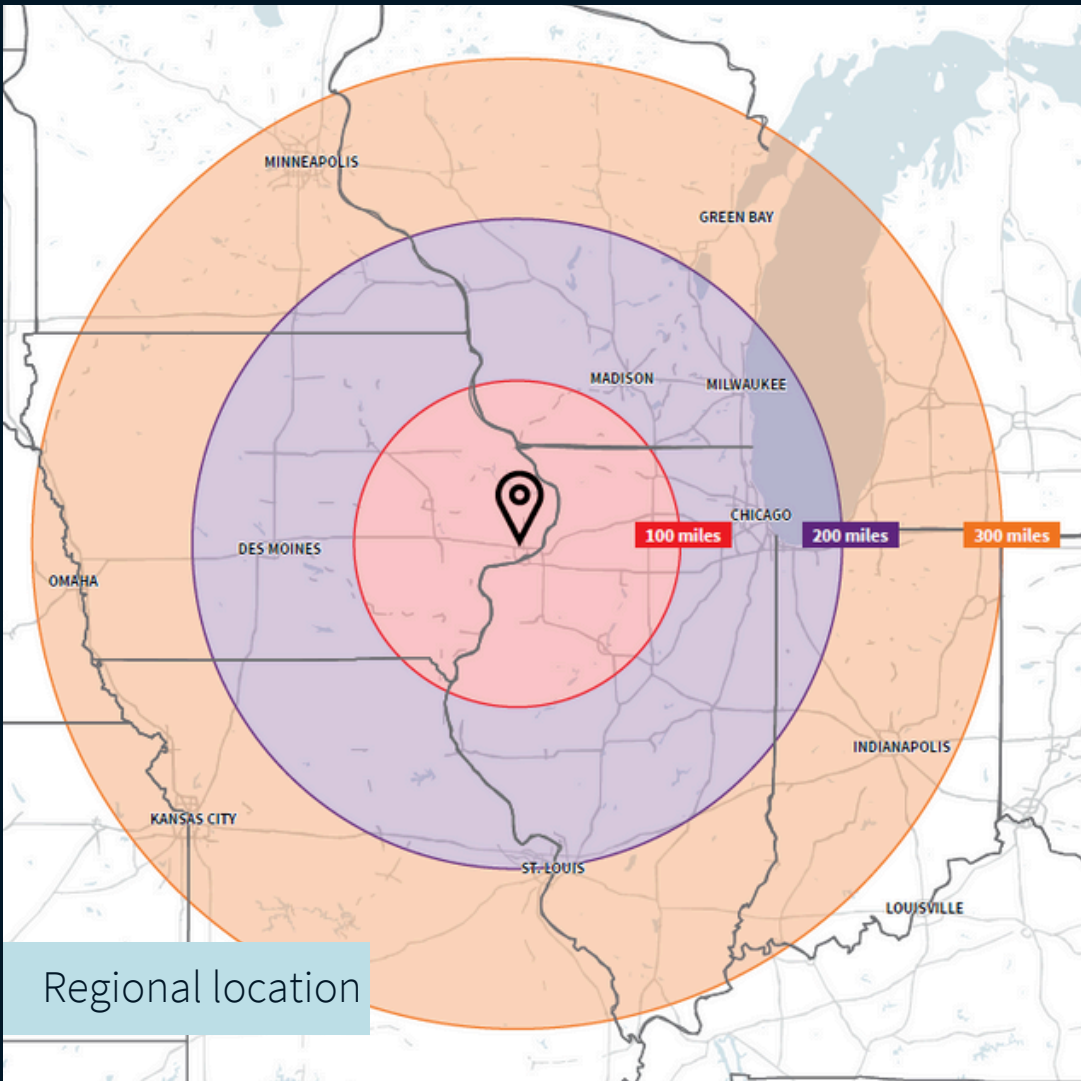 MINNEAPOLIS
GREEN BAY
MADISON
MILWAUKEE
CHICAGO
100 miles
200 miles
300 miles
DES MOINES
OMAHA
INDIANAPOLIS
KANSAS CITY
ST. LOUIS
LOUISVILLE
Regional location